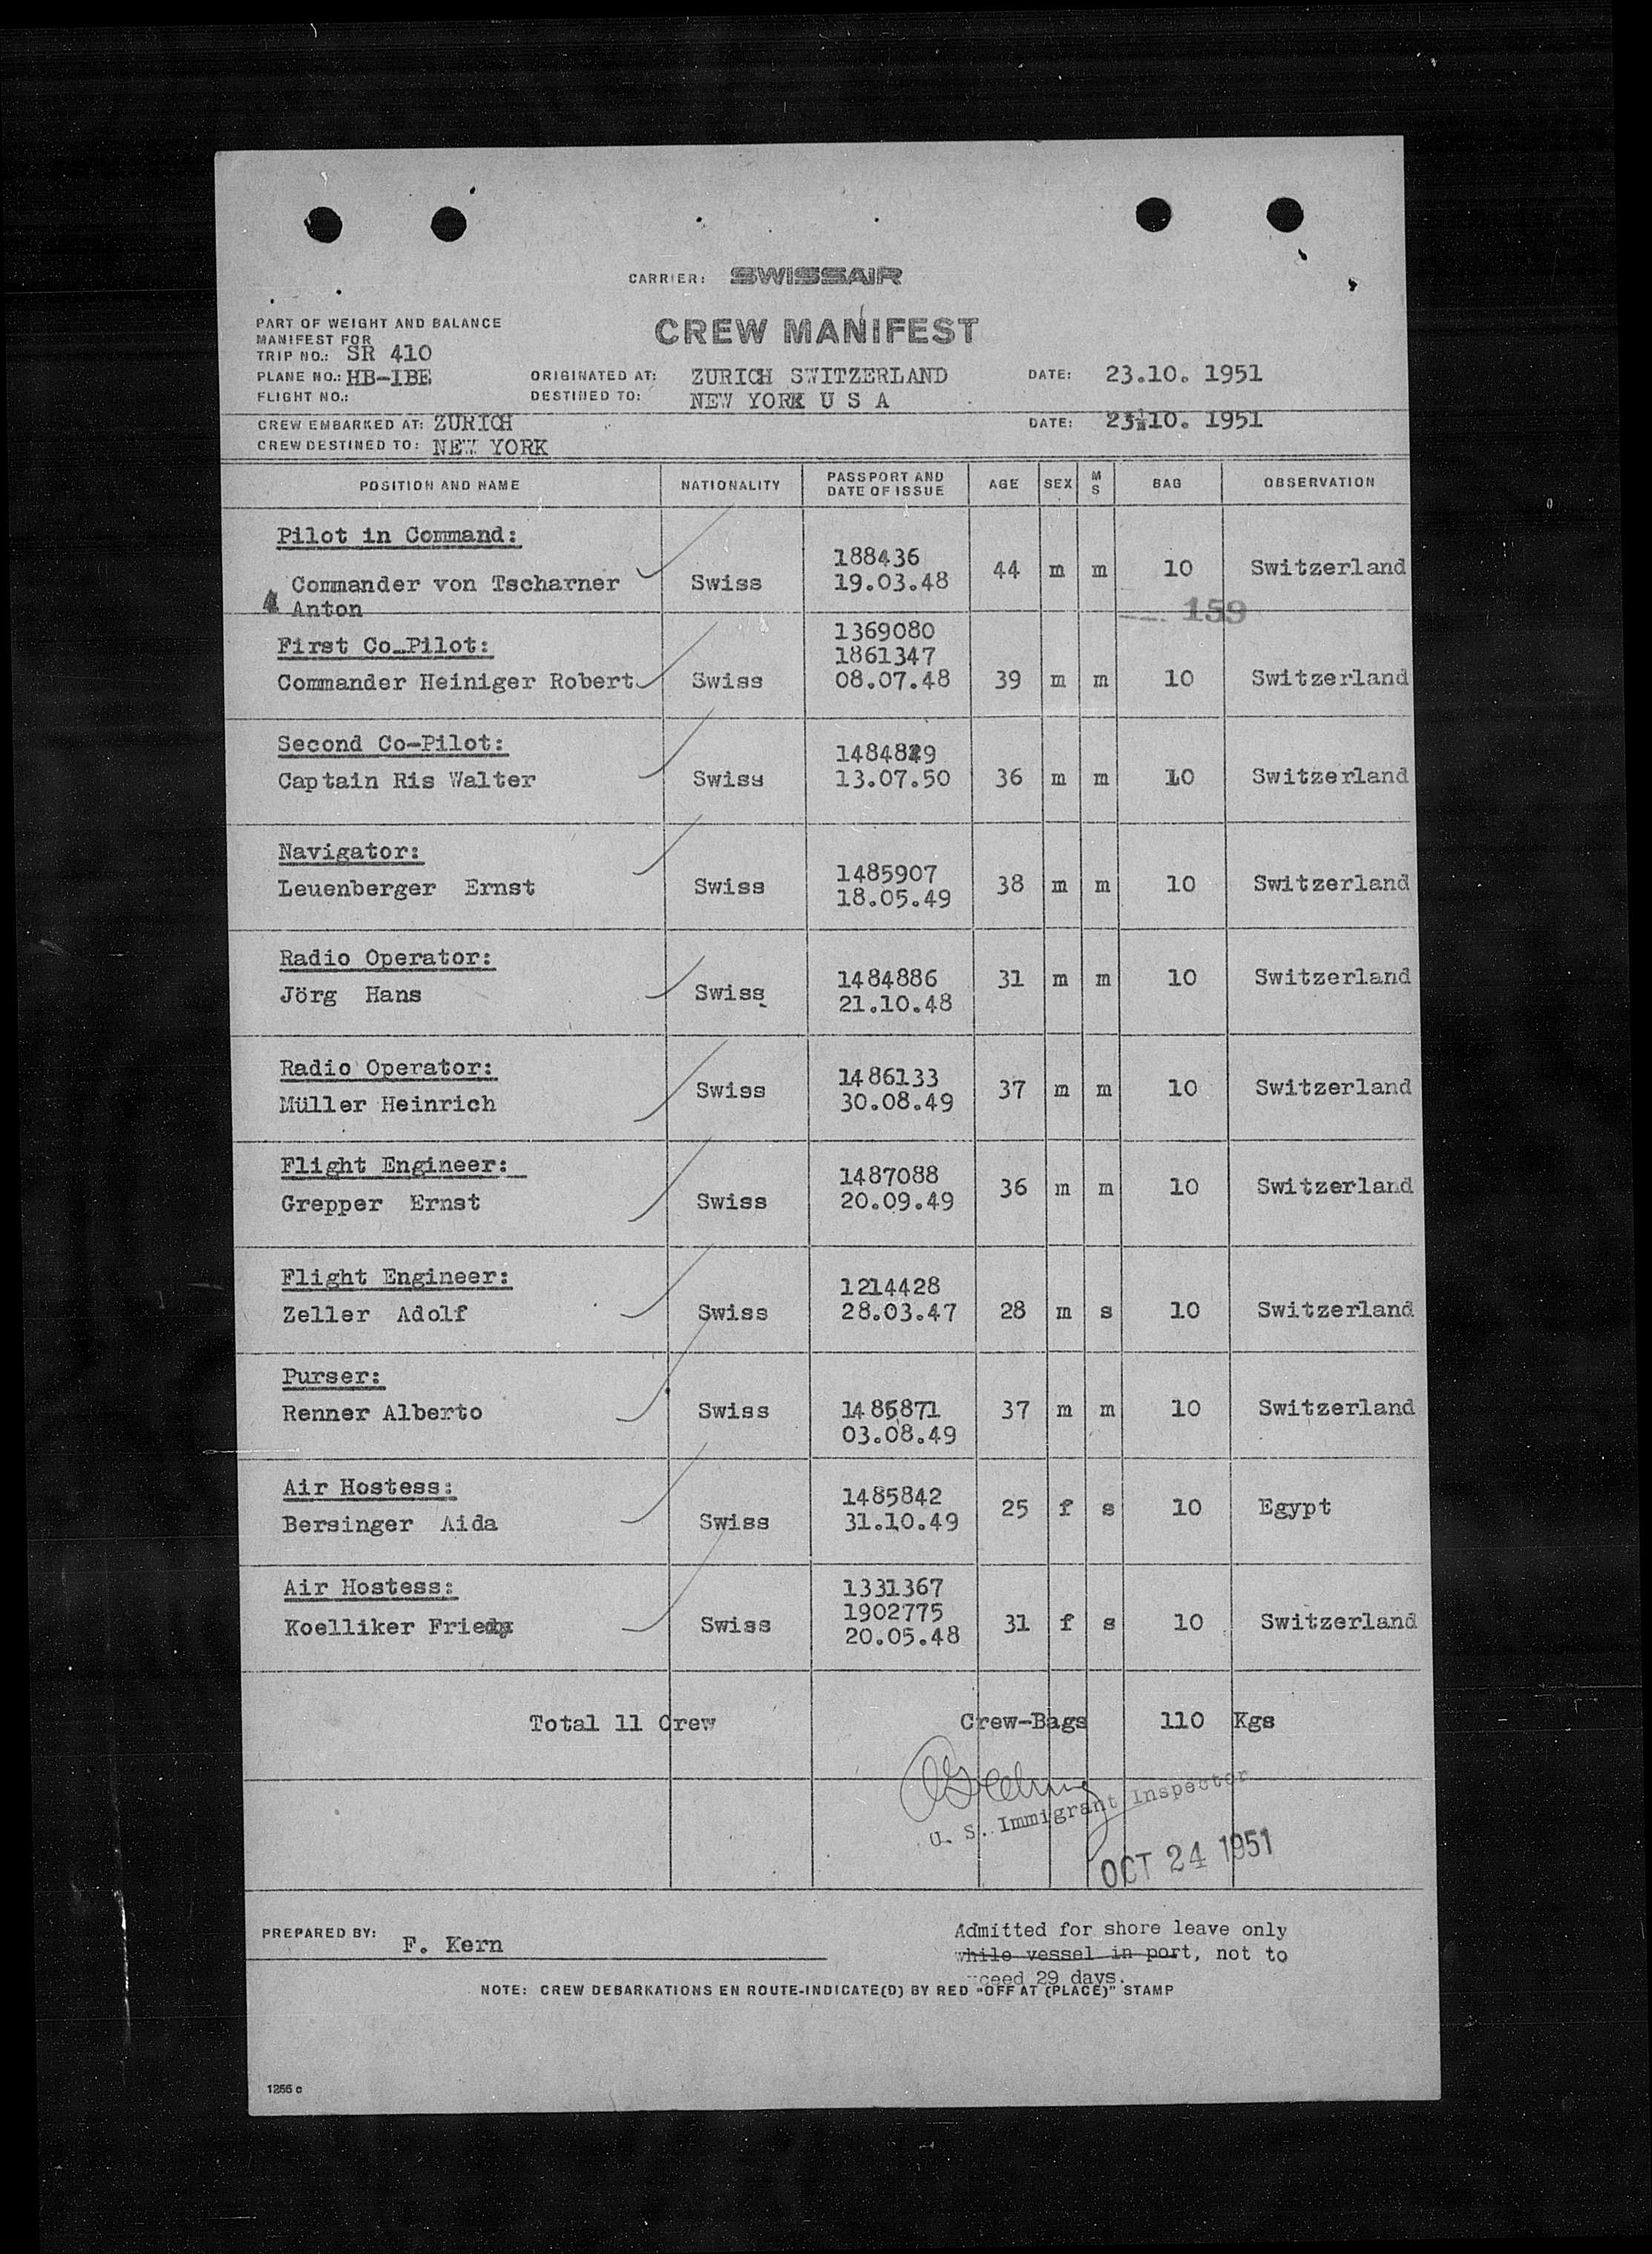 CARRIER: SWISSAIR
CREW MANIFEST
PART OF WEIGHT AND BALANCE
MANIFEST FOR
TRIP NO.: SR 410
PLANE NO.: HB-IBE ORIGINATED AT: ZURICH SWITZERLAND DATE: 23.10. 1951
FLIGHT NO.: DESTINED TO: NEW YORK U S A
CREW EMBARKED AT: ZURICH DATE: 23.10. 1951
CREW DESTINED TO: NEW YORK
POSITION AND NAME NATIONALITY PASSPORT AND DATE OF ISSUE AGE SEX M S BAG OBSERVATION
Pilot in Command:
188436
Commander von Tscharner Swiss 19.03.48 44 m m 10 Switzerland
Anton
159
1369080
First Co-Pilot: 1861347
Commander Heiniger Robert Swiss 08.07.48 39 m m 10 Switzerland
Second Co-Pilot:
Captain Ris Walter Swiss 13.07.50 36 m m 10 Switzerland
Navigator: 1485907
Leuenberger Ernst Swiss 18.05.49 38 m m 10 Switzerland
Radio Operator: 1484886
Jörg Hans Swiss 21.10.48 31 m m 10 Switzerland
Radio Operator: 1486133
Müller Heinrich Swiss 30.08.49 37 m m 10 Switzerland
Flight Engineer: 1487088
Grepper Ernst Swiss 20.09.49 36 m m 10 Switzerland
Flight Engineer: 1214428
Zeller Adolf Swiss 28.03.47 28 m s 10 Switzerland
Purser:
Renner Alberto Swiss 1485871 37 m m 10 Switzerland
03.08.49
Air Hostess: 1485842
Bersinger Aida Swiss 31.10.49 25 f s 10 Egypt
Air Hostess: 1331367
1902775
Koelliker Swiss 20.05.48 31 f s 10 Switzerland
Total 11 Crew Crew-Bags 110 Kgs
U. S. Immigrant Inspector
OCT 24 1951
PREPARED BY: F. Kern
Admitted for shore leave only
while vessel in port, not to
exceed 29 days.
NOTE: CREW DEBARKATIONS EN ROUTE-INDICATE(D) BY RED "OFF AT (PLACE)" STAMP
1256 c